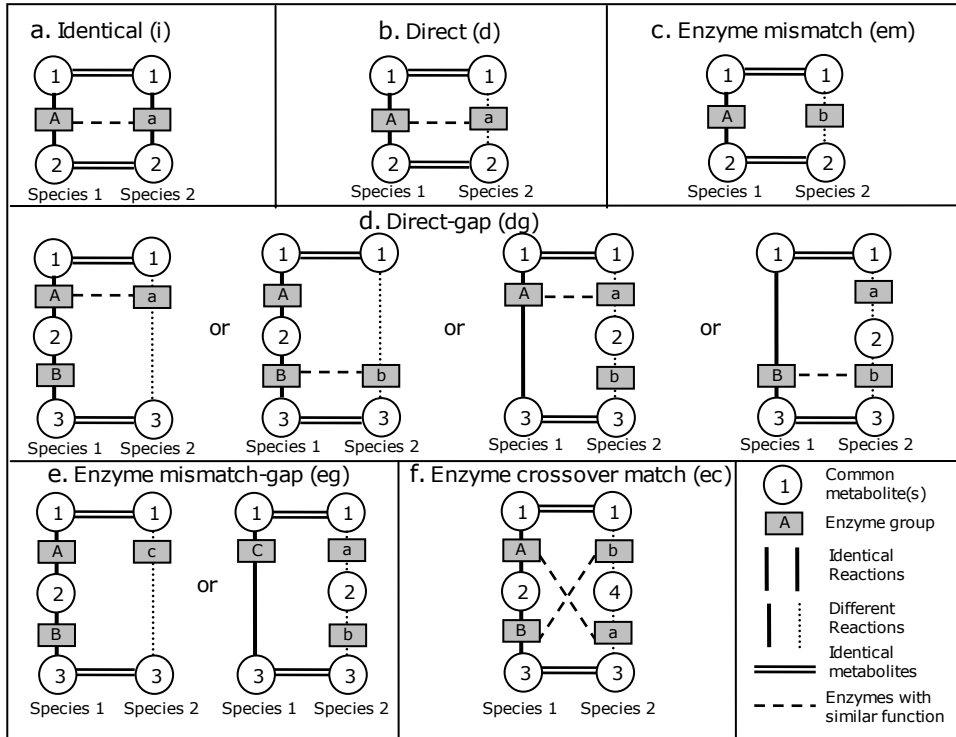 a. Identical (i)
1 1
A a
2 2
Species 1 Species 2
b. Direct (d)
1 1
A a
2 2
Species 1 Species 2
c. Enzyme mismatch (em)
1 1
A b
2 2
Species 1 Species 2
d. Direct-gap (dg)
1 1
A a
2
B
3 3
Species 1 Species 2
or
1 1
A
2
B b
3 3
Species 1 Species 2
or
1 1
A a
2
b
3 3
Species 1 Species 2
or
1 1
a
2
B b
3 3
Species 1 Species 2
e. Enzyme mismatch-gap (eg)
1 1
A c
2
B
3 3
Species 1 Species 2
or
1 1
C a
2
b
3 3
Species 1 Species 2
f. Enzyme crossover match (ec)
1 1
A b
2 4
B a
3 3
Species 1 Species 2
1
Common
metabolite(s)
A Enzyme group
Identical
Reactions
Different
Reactions
Identical
metabolites
Enzymes with
similar function